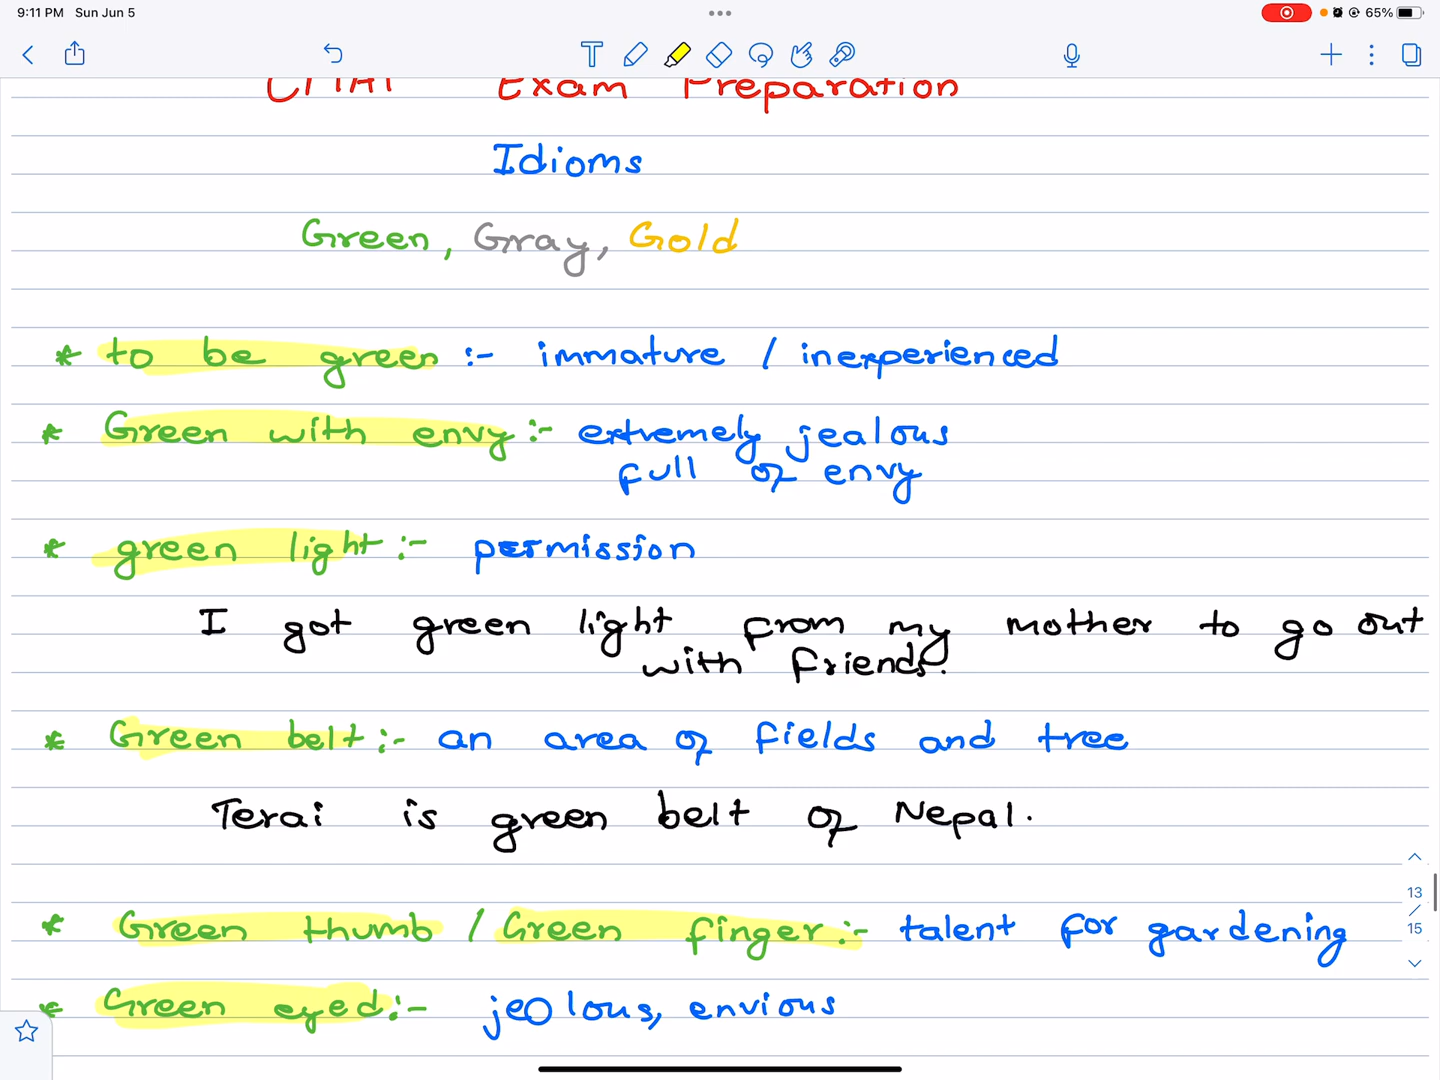 9:11 PM Sun Jun 5
65%
CMAT Exam Preparation
Idioms
Green, Gray, Gold
* to be green :- immature / inexperienced
* Green with envy :- extremely jealous
full of envy
* green light :- permission
I got green light from my mother to go out
with friends.
* Green belt :- an area of fields and tree
Terai is green belt of Nepal.
* Green thumb / Green finger :- talent for gardening
* Green eyed :- jeolous, envious
13
/
15